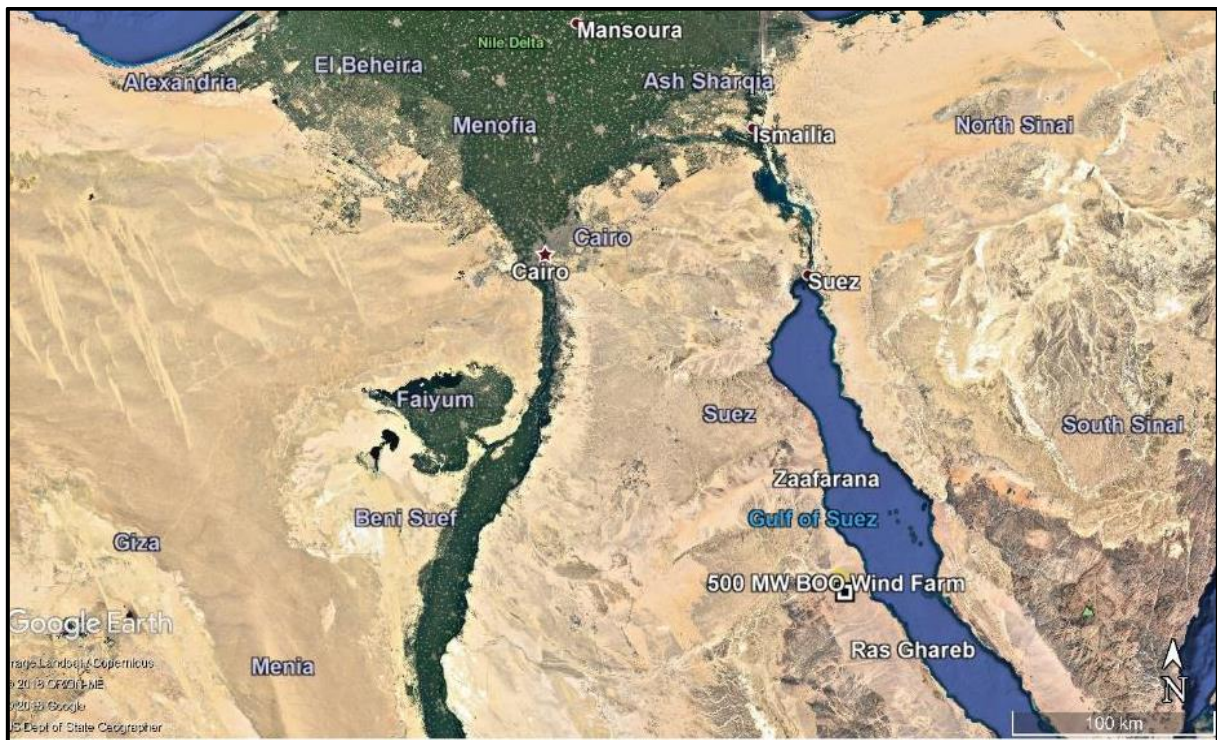 Mansoura
Nile Delta
El Beheira
Alexandria
Ash Sharqia
Menofia
Ismailia
North Sinai
Cairo
Cairo
Suez
Faiyum
Suez
South Sinai
Zaafarana
Beni Suef
Gulf of Suez
Giza
500 MW BOO Wind Farm
Google Earth
Ras Ghareb
Menia
Landsat / Copernicus
© 2018 ORION-ME
Google
US Dept of State Geographer
N
100 km